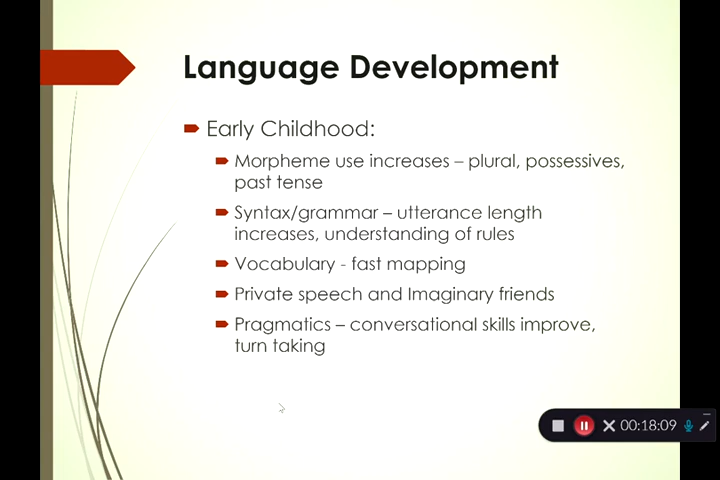 Language Development
Early Childhood:
Morpheme use increases – plural, possessives,
past tense
Syntax/grammar – utterance length
increases, understanding of rules
Vocabulary - fast mapping
Private speech and Imaginary friends
Pragmatics – conversational skills improve,
turn taking
00:18:09